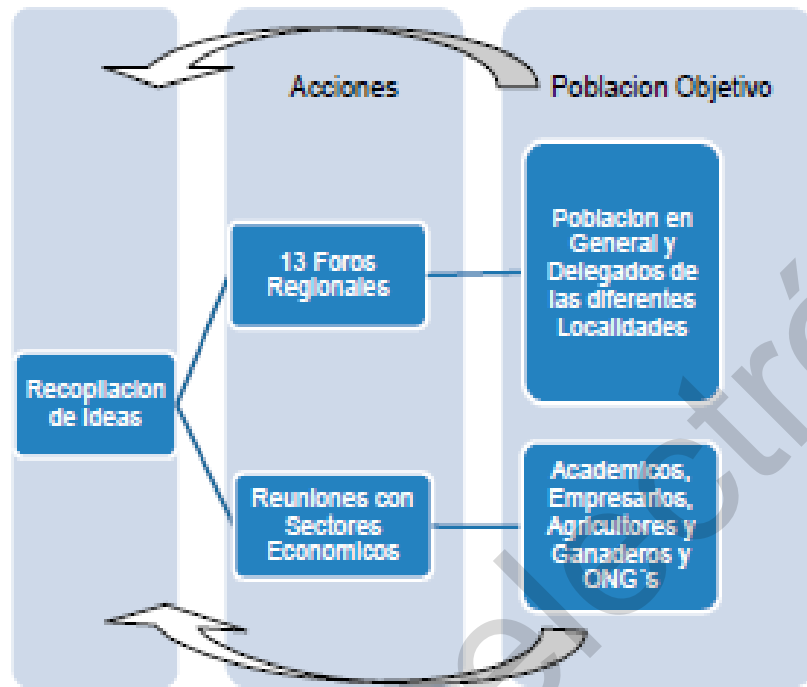 Acciones
Poblacion Objetivo
13 Foros
Regionales
Poblacion en
General y
Delegados de
las diferentes
Localidades
Recopilacion
de Ideas
Reuniones con
Sectores
Economicos
Academicos,
Empresarios,
Agricultores y
Ganaderos y
ONG¨s